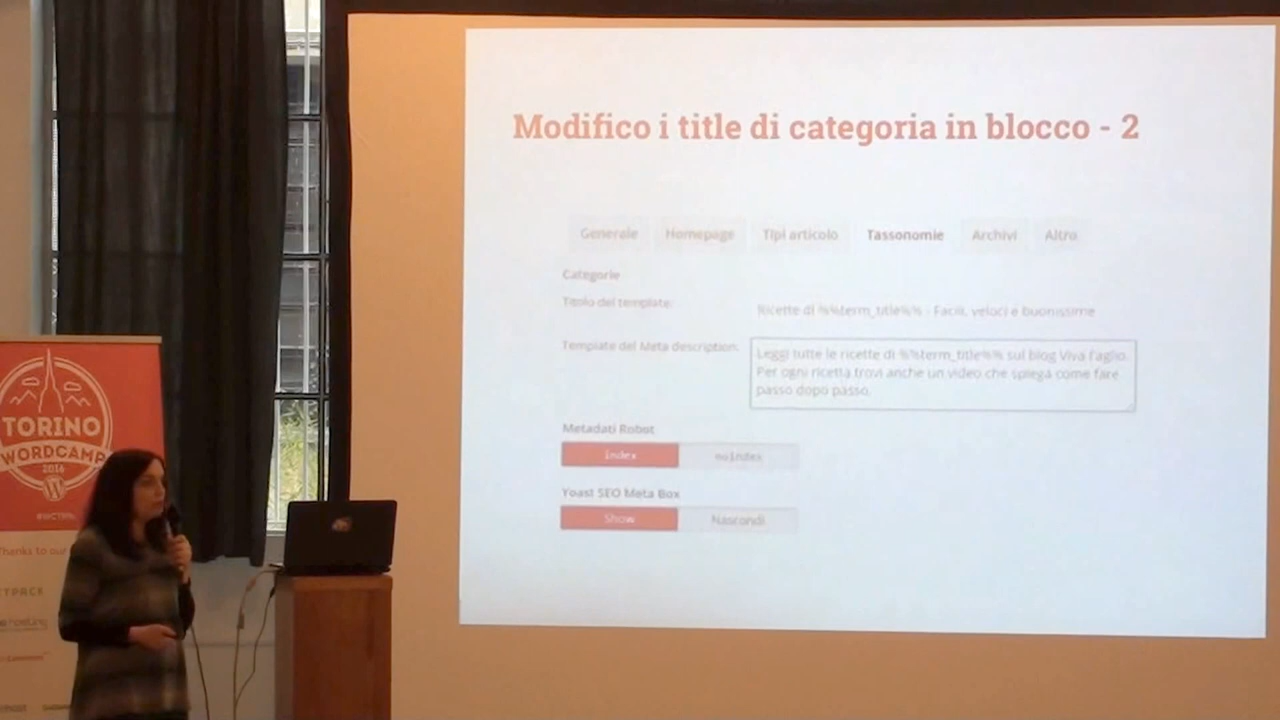 Modifico i title di categoria in blocco - 2
Generale Homepage Tipi articolo Tassonomie Archivi Altro
Categorie
Titolo del template:
Ricette di %%term_title%% - Facili, veloci e buonissime
Template del Meta description:
Leggi tutte le ricette di %%term_title%% sul blog Viva l'aglio.
Per ogni ricetta trovi anche un video che spiega come fare
passo dopo passo.
Metadati Robot
index noindex
Yoast SEO Meta Box
Show Nascondi
TORINO
WORDCAMP
2016
Thanks to our